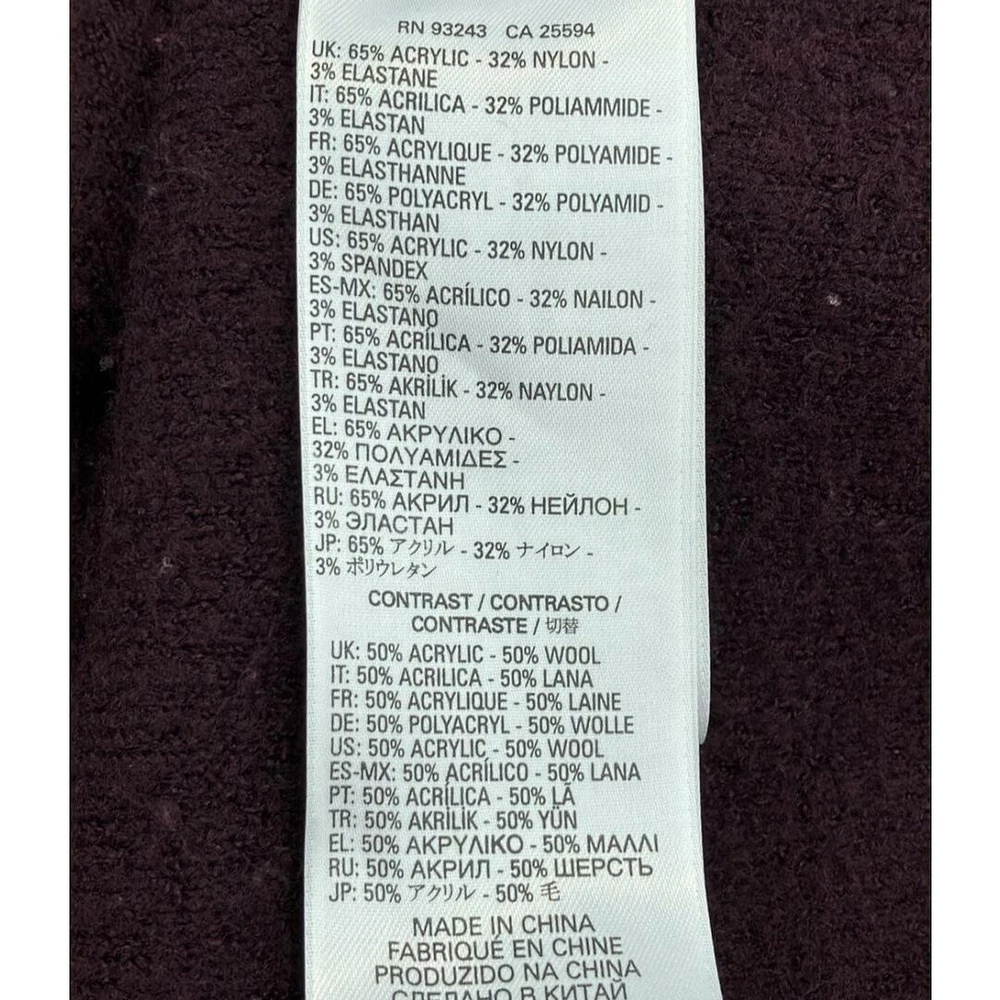 RN 93243 CA 25594
UK: 65% ACRYLIC - 32% NYLON -
3% ELASTANE
IT: 65% ACRILICA - 32% POLIAMMIDE -
3% ELASTAN
FR: 65% ACRYLIQUE - 32% POLYAMIDE -
3% ELASTHANNE
DE: 65% POLYACRYL - 32% POLYAMID -
3% ELASTHAN
US: 65% ACRYLIC - 32% NYLON -
3% SPANDEX
ES-MX: 65% ACRÍLICO - 32% NAILON -
3% ELASTANO
PT: 65% ACRÍLICA - 32% POLIAMIDA -
3% ELASTANO
TR: 65% AKRİLİK - 32% NAYLON -
3% ELASTAN
EL: 65% ΑΚΡΥΛΙΚΟ -
32% ΠΟΛΥΑΜΙΔΕΣ -
3% ΕΛΑΣΤΑΝΗ
RU: 65% АКРИЛ - 32% НЕЙЛОН -
3% ЭЛАСТАН
JP: 65% アクリル - 32% ナイロン -
3% ポリウレタン
CONTRAST / CONTRASTO /
CONTRASTE / 切替
UK: 50% ACRYLIC - 50% WOOL
IT: 50% ACRILICA - 50% LANA
FR: 50% ACRYLIQUE - 50% LAINE
DE: 50% POLYACRYL - 50% WOLLE
US: 50% ACRYLIC - 50% WOOL
ES-MX: 50% ACRÍLICO - 50% LANA
PT: 50% ACRÍLICA - 50% LÃ
TR: 50% AKRİLİK - 50% YÜN
EL: 50% ΑΚΡΥΛΙΚΟ - 50% ΜΑΛΛΙ
RU: 50% АКРИЛ - 50% ШЕРСТЬ
JP: 50% アクリル - 50% 毛
MADE IN CHINA
FABRIQUÉ EN CHINE
PRODUZIDO NA CHINA
СДЕЛАНО В КИТАЙ